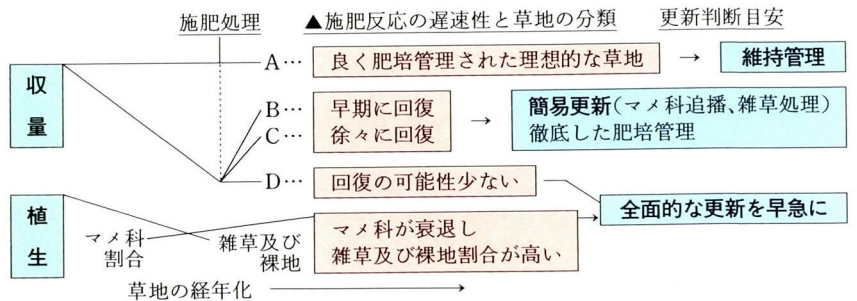 施肥処理 ▲施肥反応の遅速性と草地の分類 更新判断目安
収量
A… 良く肥培管理された理想的な草地 → 維持管理
B… 早期に回復
C… 徐々に回復
→ 簡易更新(マメ科追播、雑草処理)
徹底した肥培管理
D… 回復の可能性少ない
全面的な更新を早急に
植生
マメ科
割合
雑草及び
裸地
マメ科が衰退し
雑草及び裸地割合が高い
草地の経年化 →